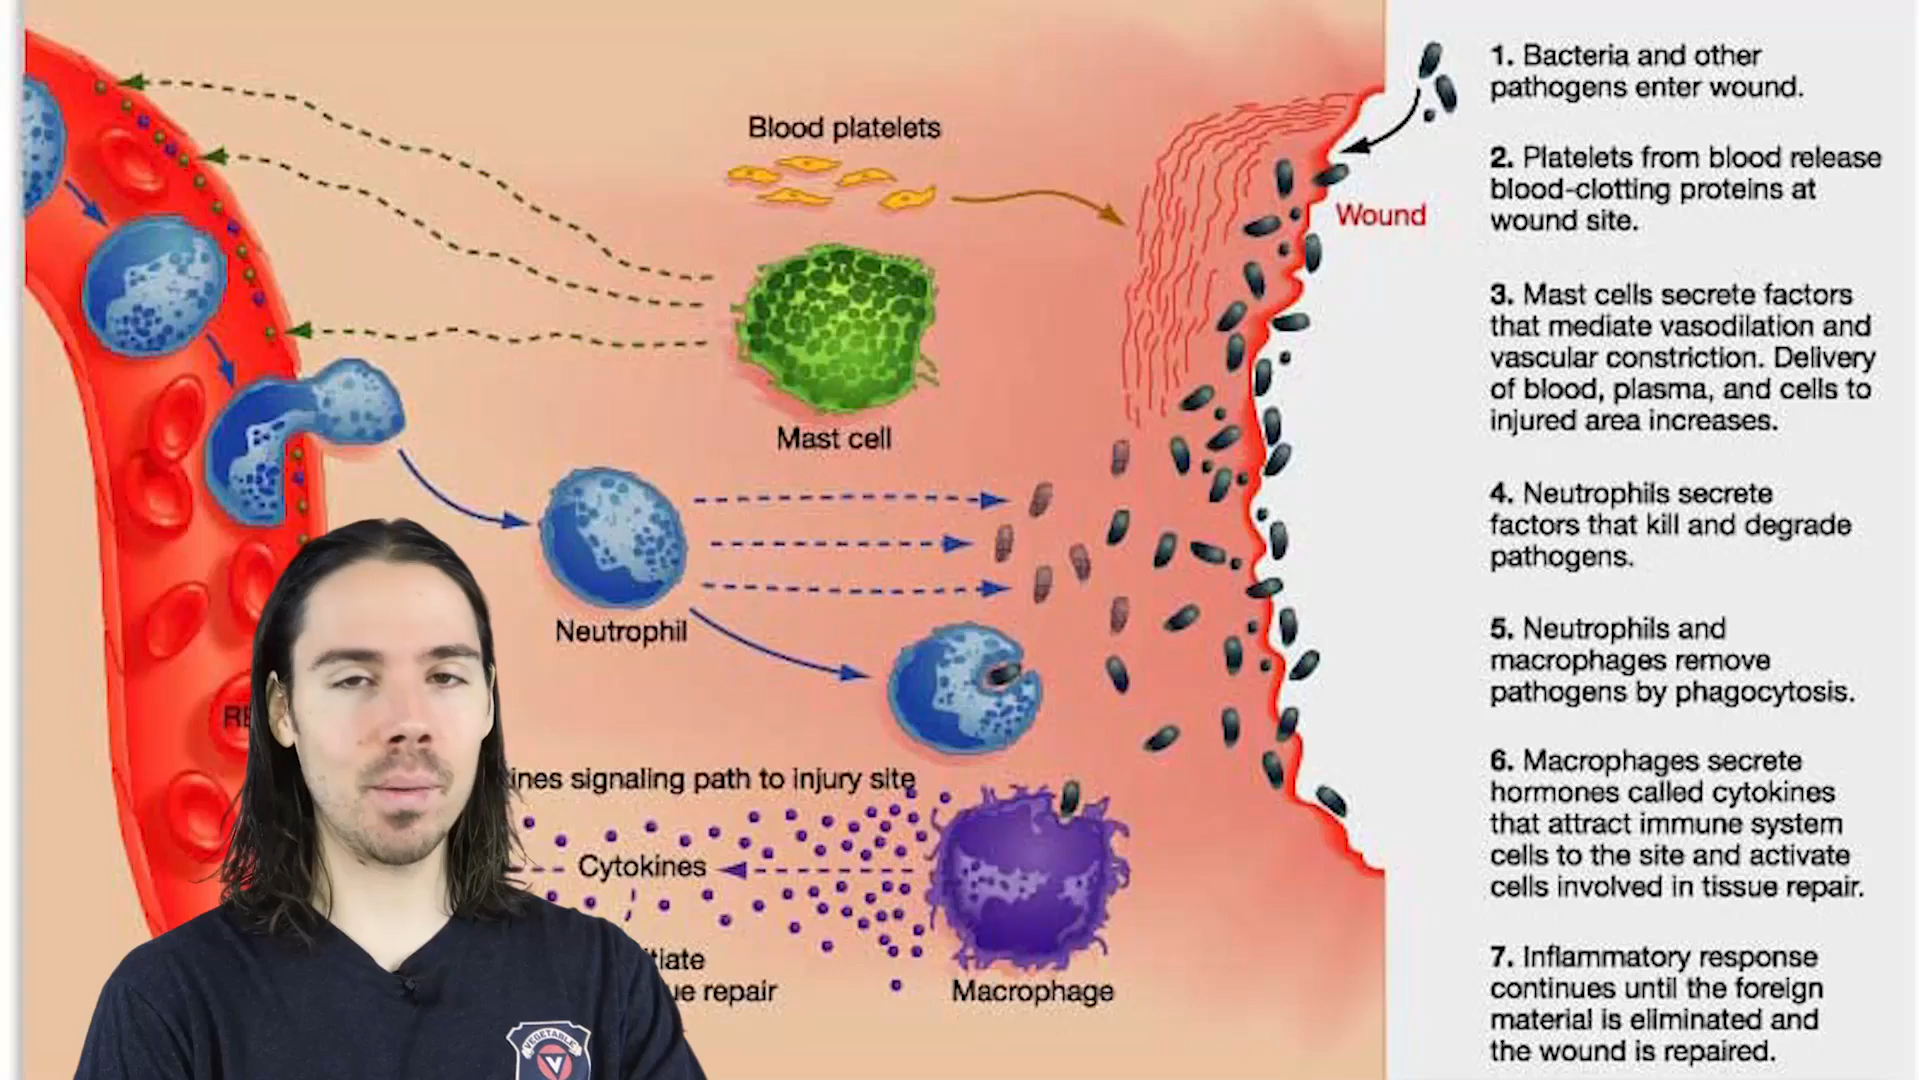 1. Bacteria and other
pathogens enter wound.
2. Platelets from blood release
blood-clotting proteins at
wound site.
3. Mast cells secrete factors
that mediate vasodilation and
vascular constriction. Delivery
of blood, plasma, and cells to
injured area increases.
4. Neutrophils secrete
factors that kill and degrade
pathogens.
5. Neutrophils and
macrophages remove
pathogens by phagocytosis.
6. Macrophages secrete
hormones called cytokines
that attract immune system
cells to the site and activate
cells involved in tissue repair.
7. Inflammatory response
continues until the foreign
material is eliminated and
the wound is repaired.
Blood platelets
Wound
Mast cell
Neutrophil
signaling path to injury site
Cytokines
repair
Macrophage
VEGETABLE
V